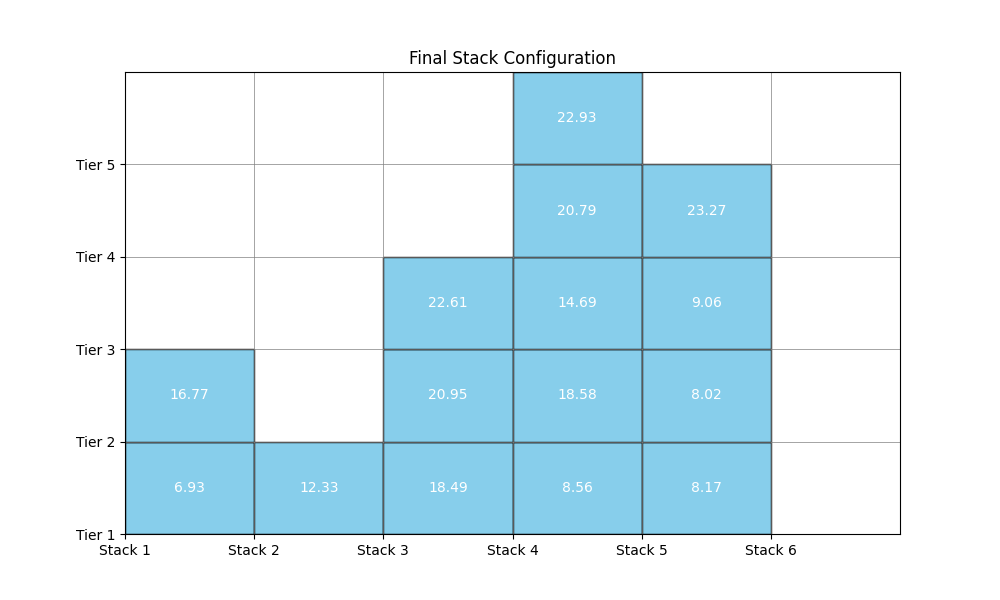 Final Stack Configuration
22.93
Tier 5
20.79 23.27
Tier 4
22.61 14.69 9.06
Tier 3
16.77 20.95 18.58 8.02
Tier 2
6.93 12.33 18.49 8.56 8.17
Tier 1
Stack 1 Stack 2 Stack 3 Stack 4 Stack 5 Stack 6